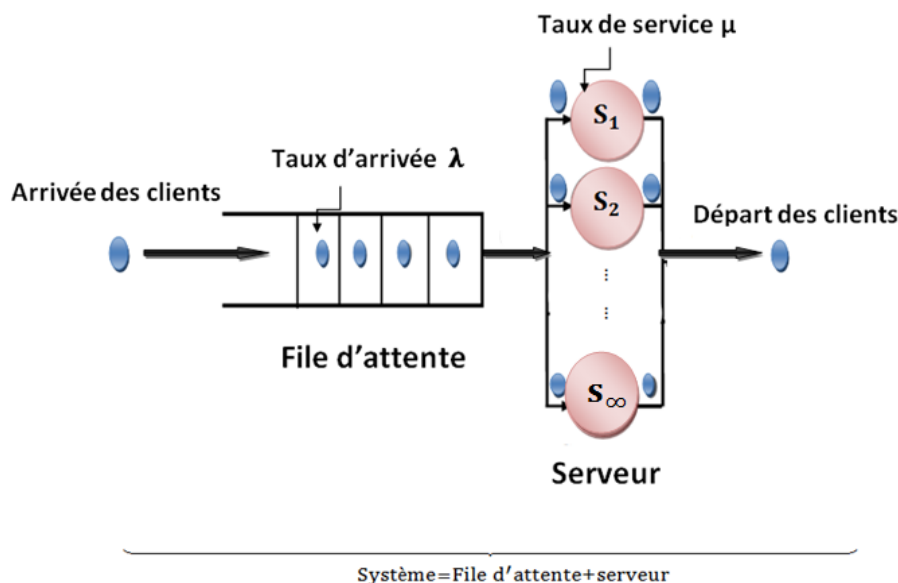 Taux de service μ
S₁
Taux d'arrivée λ
Arrivée des clients
S₂
Départ des clients
...
...
File d'attente
S∞
Serveur
Système=File d'attente+serveur